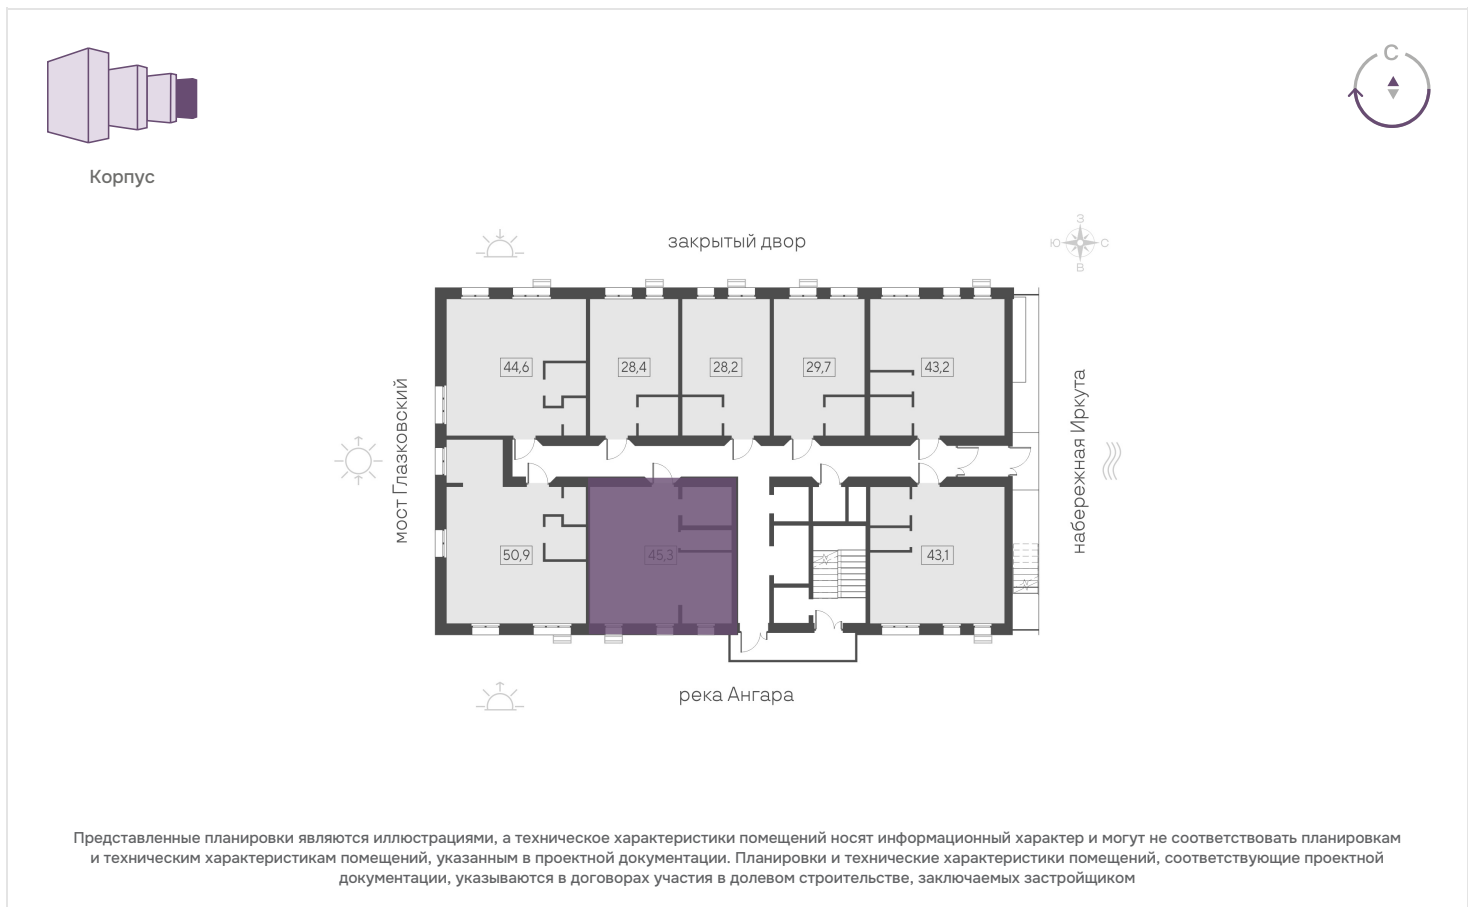 С
Корпус
закрытый двор
З
Ю
С
В
44,6
28,4
28,2
29,7
43,2
мост Глазковский
набережная Иркута
50,9
45,3
43,1
река Ангара
Представленные планировки являются иллюстрациями, а техническое характеристики помещений носят информационный характер и могут не соответствовать планировкам
и техническим характеристикам помещений, указанным в проектной документации. Планировки и технические характеристики помещений, соответствующие проектной
документации, указываются в договорах участия в долевом строительстве, заключаемых застройщиком